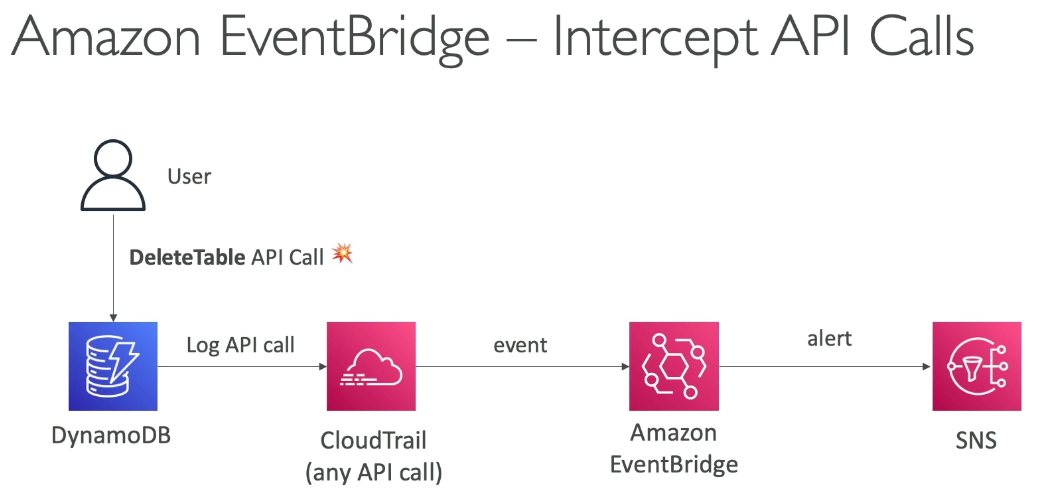 Amazon EventBridge – Intercept API Calls
User
DeleteTable API Call 💥
Log API call
event
alert
DynamoDB
CloudTrail
(any API call)
Amazon
EventBridge
SNS